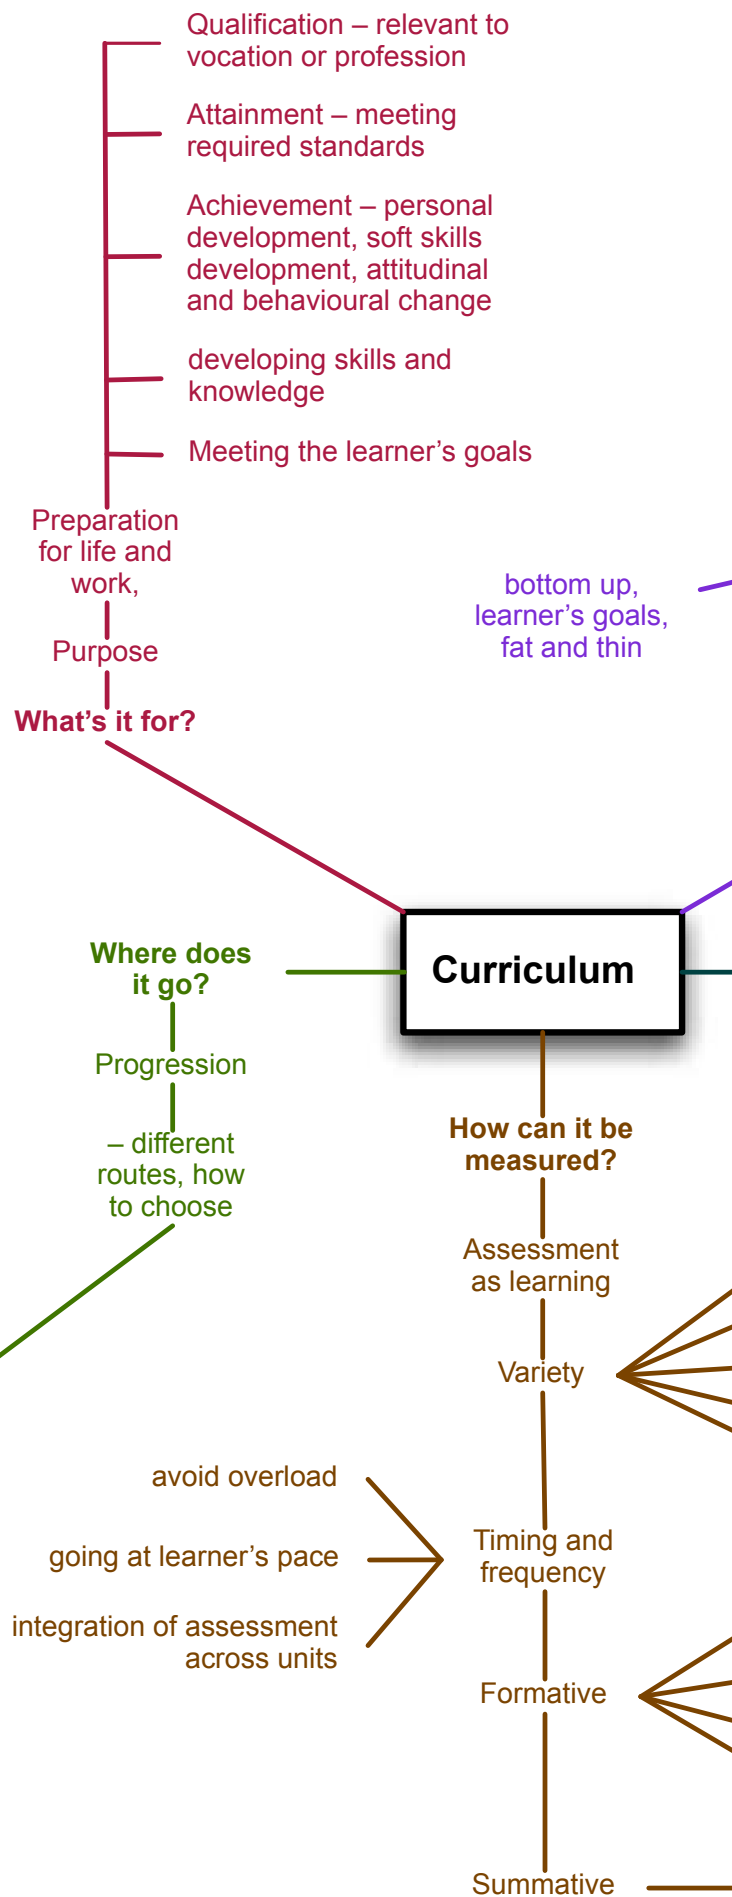 Qualification – relevant to
vocation or profession
Attainment – meeting
required standards
Achievement – personal
development, soft skills
development, attitudinal
and behavioural change
developing skills and
knowledge
Meeting the learner’s goals
Preparation
for life and
work,
Purpose
What’s it for?
bottom up,
learner’s goals,
fat and thin
Curriculum
Where does
it go?
Progression
– different
routes, how
to choose
How can it be
measured?
Assessment
as learning
Variety
Timing and
frequency
avoid overload
going at learner’s pace
integration of assessment
across units
Formative
Summative